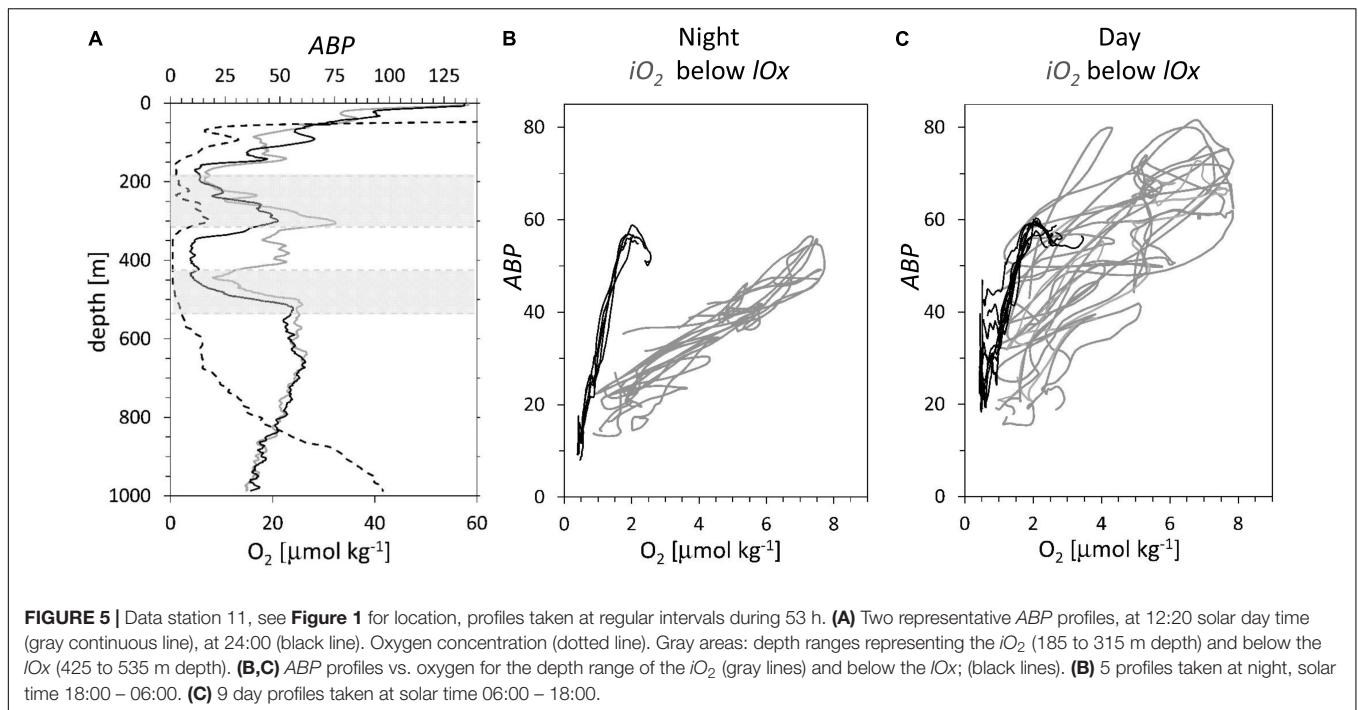 A
ABP
0 25 50 75 100 125
0
200
400
600
800
1000
depth [m]
0 20 40 60
O₂ [µmol kg⁻¹]
B
Night
iO₂ below lOx
80
60
40
20
0
ABP
0 2 4 6 8
O₂ [µmol kg⁻¹]
C
Day
iO₂ below lOx
80
60
40
20
0
ABP
0 2 4 6 8
O₂ [µmol kg⁻¹]
FIGURE 5 | Data station 11, see Figure 1 for location, profiles taken at regular intervals during 53 h. (A) Two representative ABP profiles, at 12:20 solar day time
(gray continuous line), at 24:00 (black line). Oxygen concentration (dotted line). Gray areas: depth ranges representing the iO₂ (185 to 315 m depth) and below the
lOx (425 to 535 m depth). (B,C) ABP profiles vs. oxygen for the depth range of the iO₂ (gray lines) and below the lOx; (black lines). (B) 5 profiles taken at night, solar
time 18:00 – 06:00. (C) 9 day profiles taken at solar time 06:00 – 18:00.